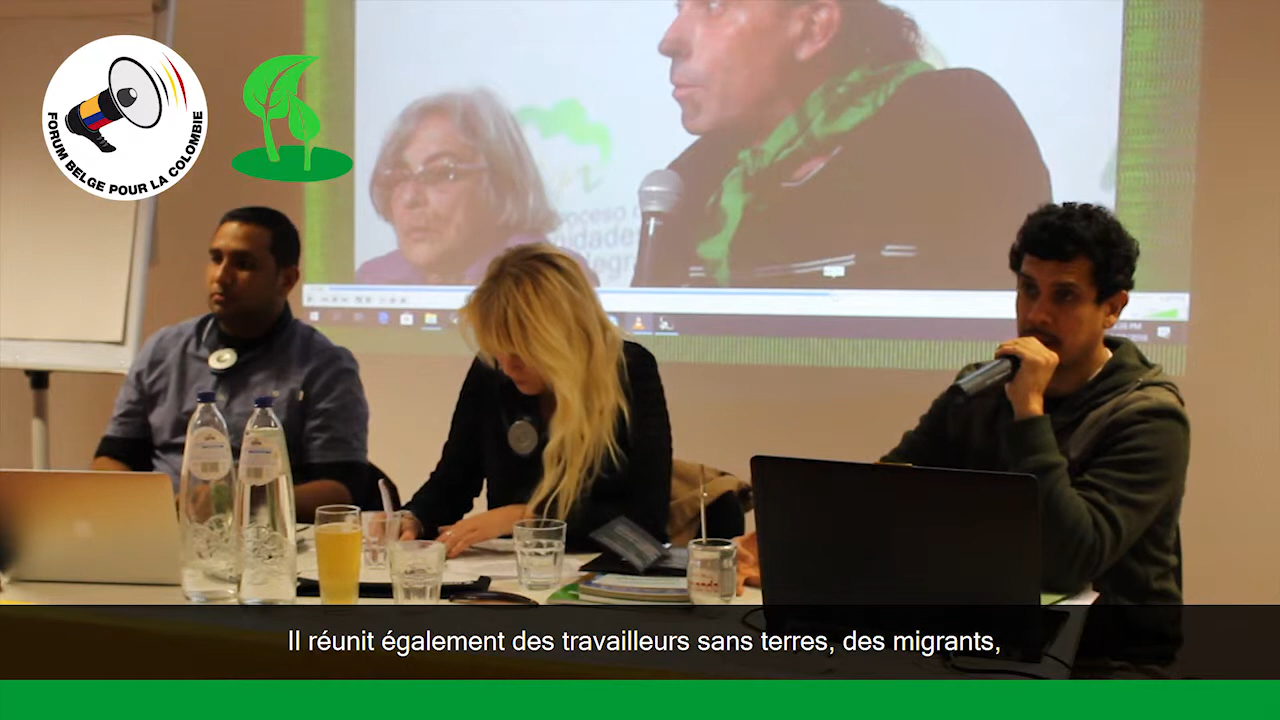 FORUM BELGE POUR LA COLOMBIE
Il réunit également des travailleurs sans terres, des migrants,